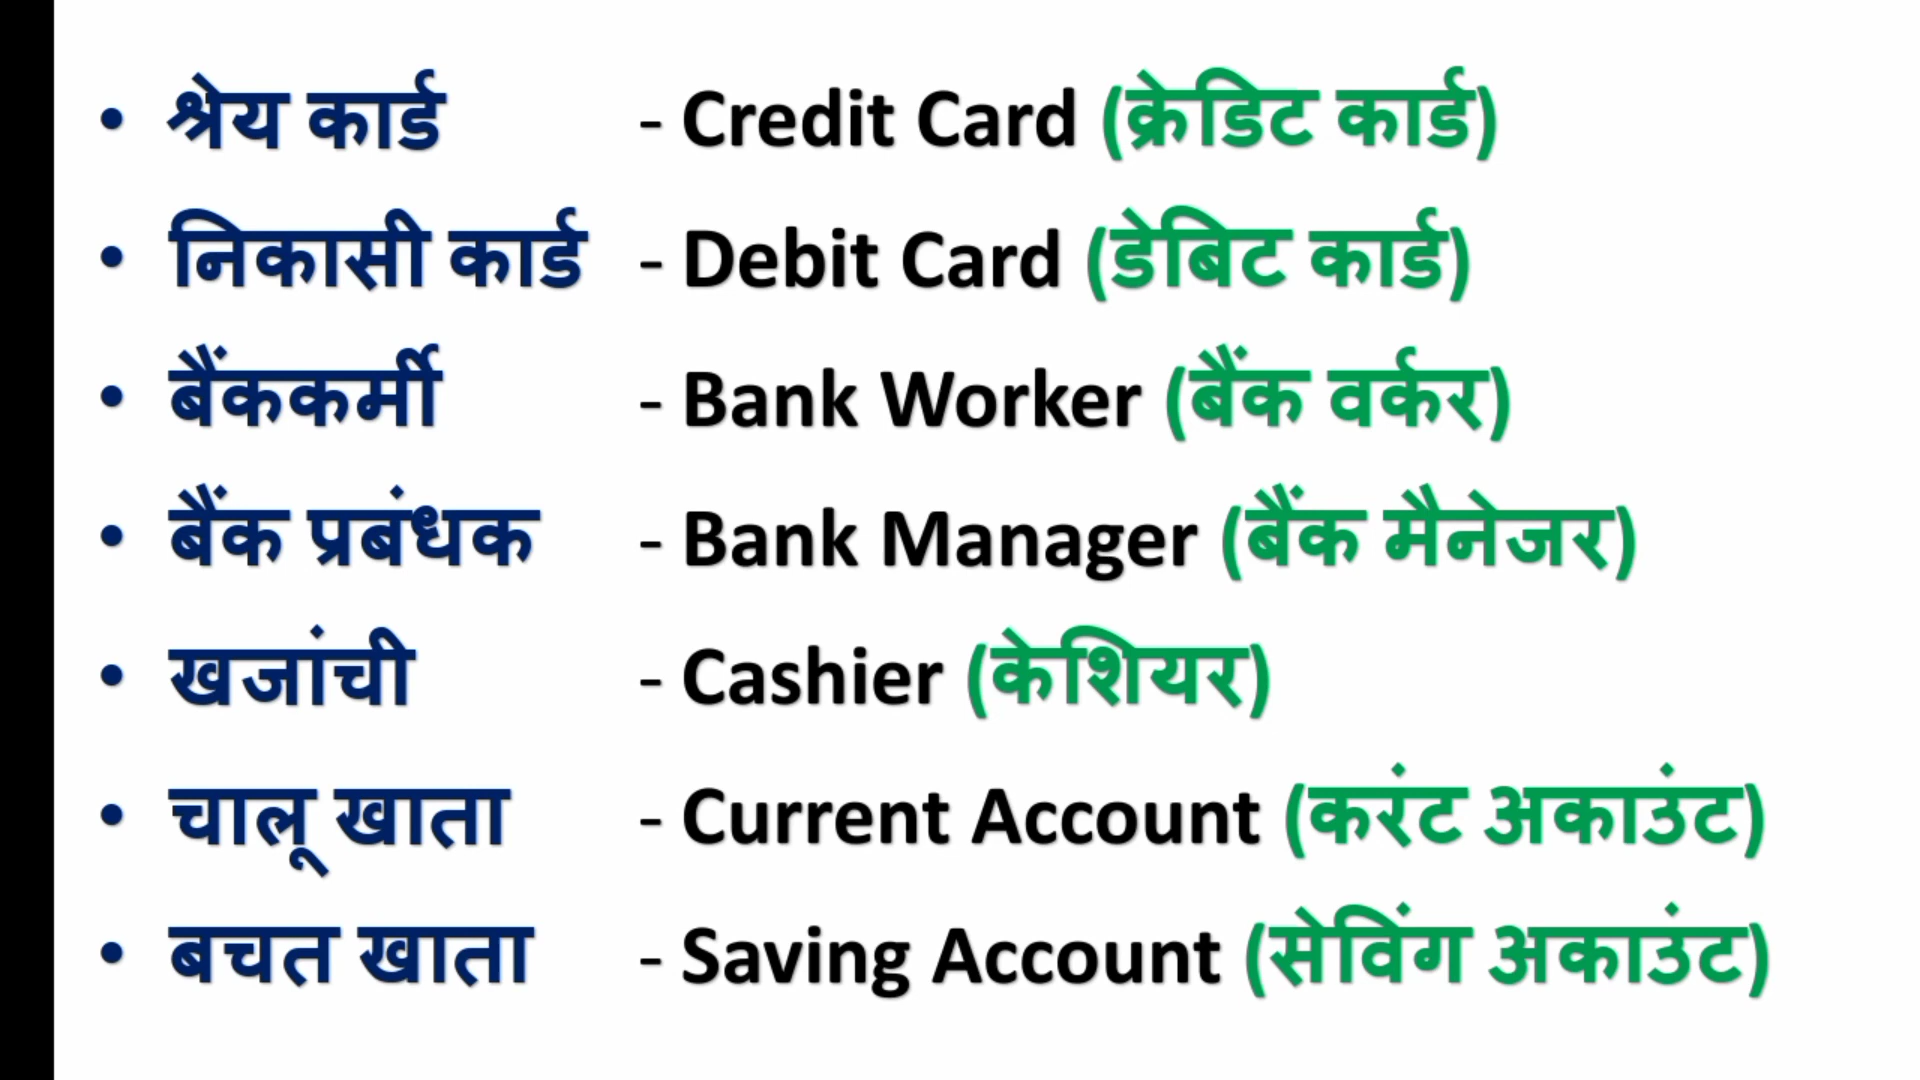 • श्रेय कार्ड - Credit Card (क्रेडिट कार्ड)
• निकासी कार्ड - Debit Card (डेबिट कार्ड)
• बैंककर्मी - Bank Worker (बैंक वर्कर)
• बैंक प्रबंधक - Bank Manager (बैंक मैनेजर)
• खजांची - Cashier (केशियर)
• चालू खाता - Current Account (करंट अकाउंट)
• बचत खाता - Saving Account (सेविंग अकाउंट)